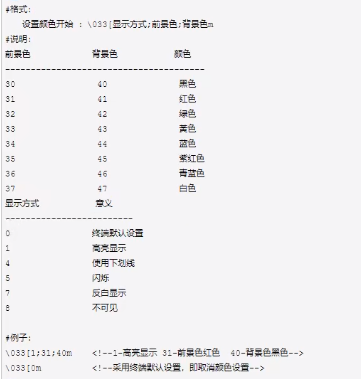 #格式:
设置颜色开始 : \033[显示方式;前景色;背景色m
#说明:
前景色 背景色 颜色
---------------------------------------
30 40 黑色
31 41 红色
32 42 绿色
33 43 黃色
34 44 蓝色
35 45 紫红色
36 46 青蓝色
37 47 白色
显示方式 意义
-------------------------
0 终端默认设置
1 高亮显示
4 使用下划线
5 闪烁
7 反白显示
8 不可见
#例子:
\033[1;31;40m <!--1-高亮显示 31-前景色红色 40-背景色黑色-->
\033[0m <!--采用终端默认设置，即取消颜色设置-->